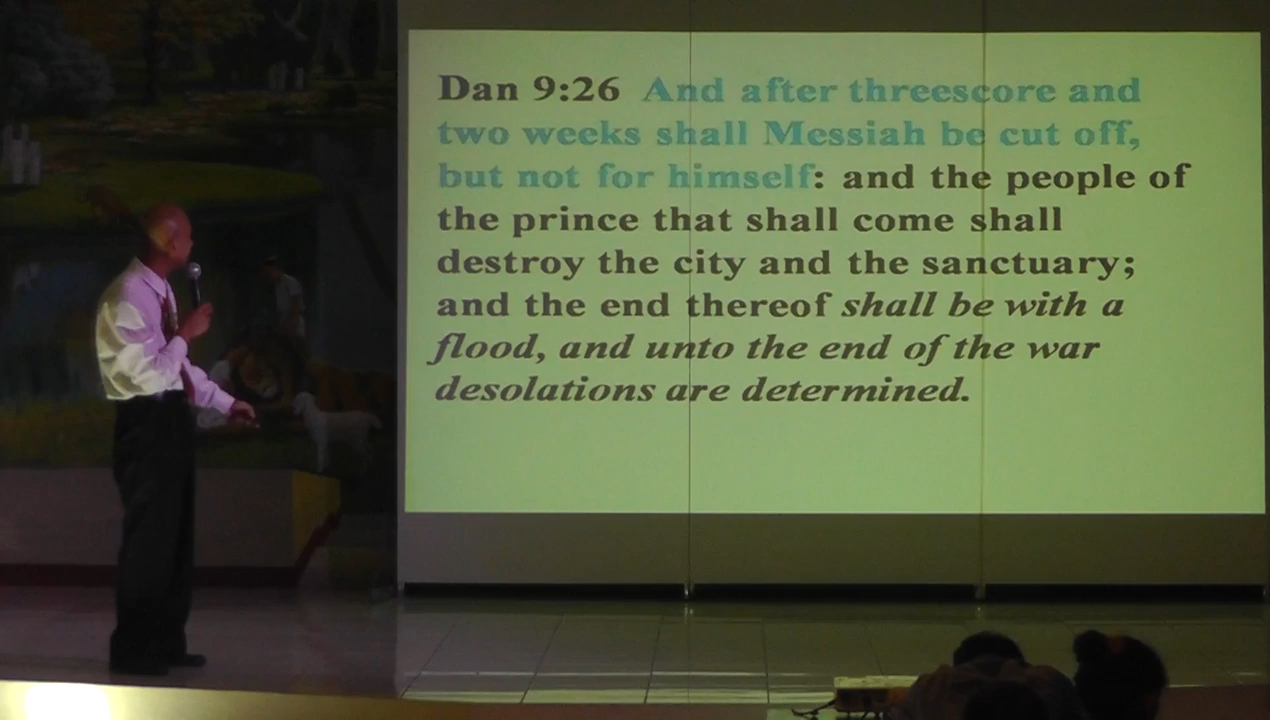 Dan 9:26 And after threescore and
two weeks shall Messiah be cut off,
but not for himself: and the people of
the prince that shall come shall
destroy the city and the sanctuary;
and the end thereof shall be with a
flood, and unto the end of the war
desolations are determined.